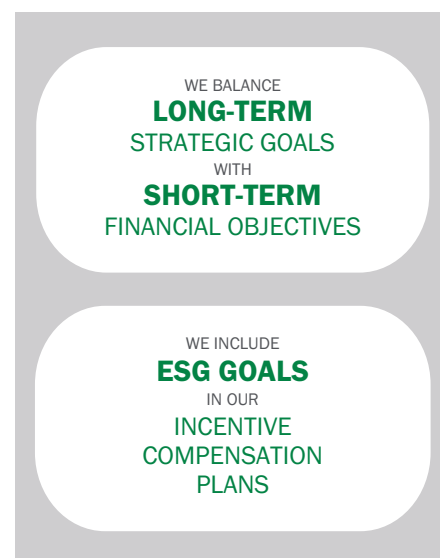 WE BALANCE
LONG-TERM
STRATEGIC GOALS
WITH
SHORT-TERM
FINANCIAL OBJECTIVES
WE INCLUDE
ESG GOALS
IN OUR
INCENTIVE
COMPENSATION
PLANS